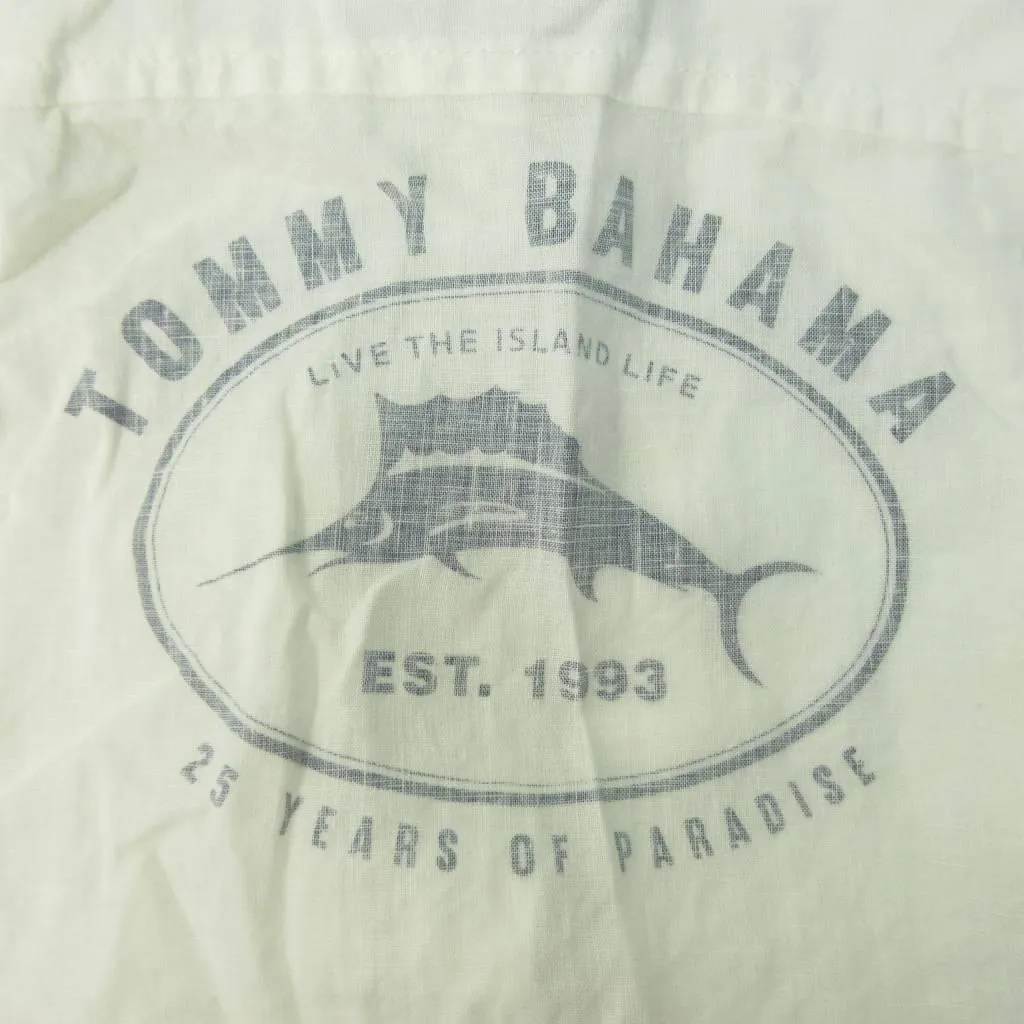 TOMMY BAHAMA
LIVE THE ISLAND LIFE
EST. 1993
25 YEARS OF PARADISE